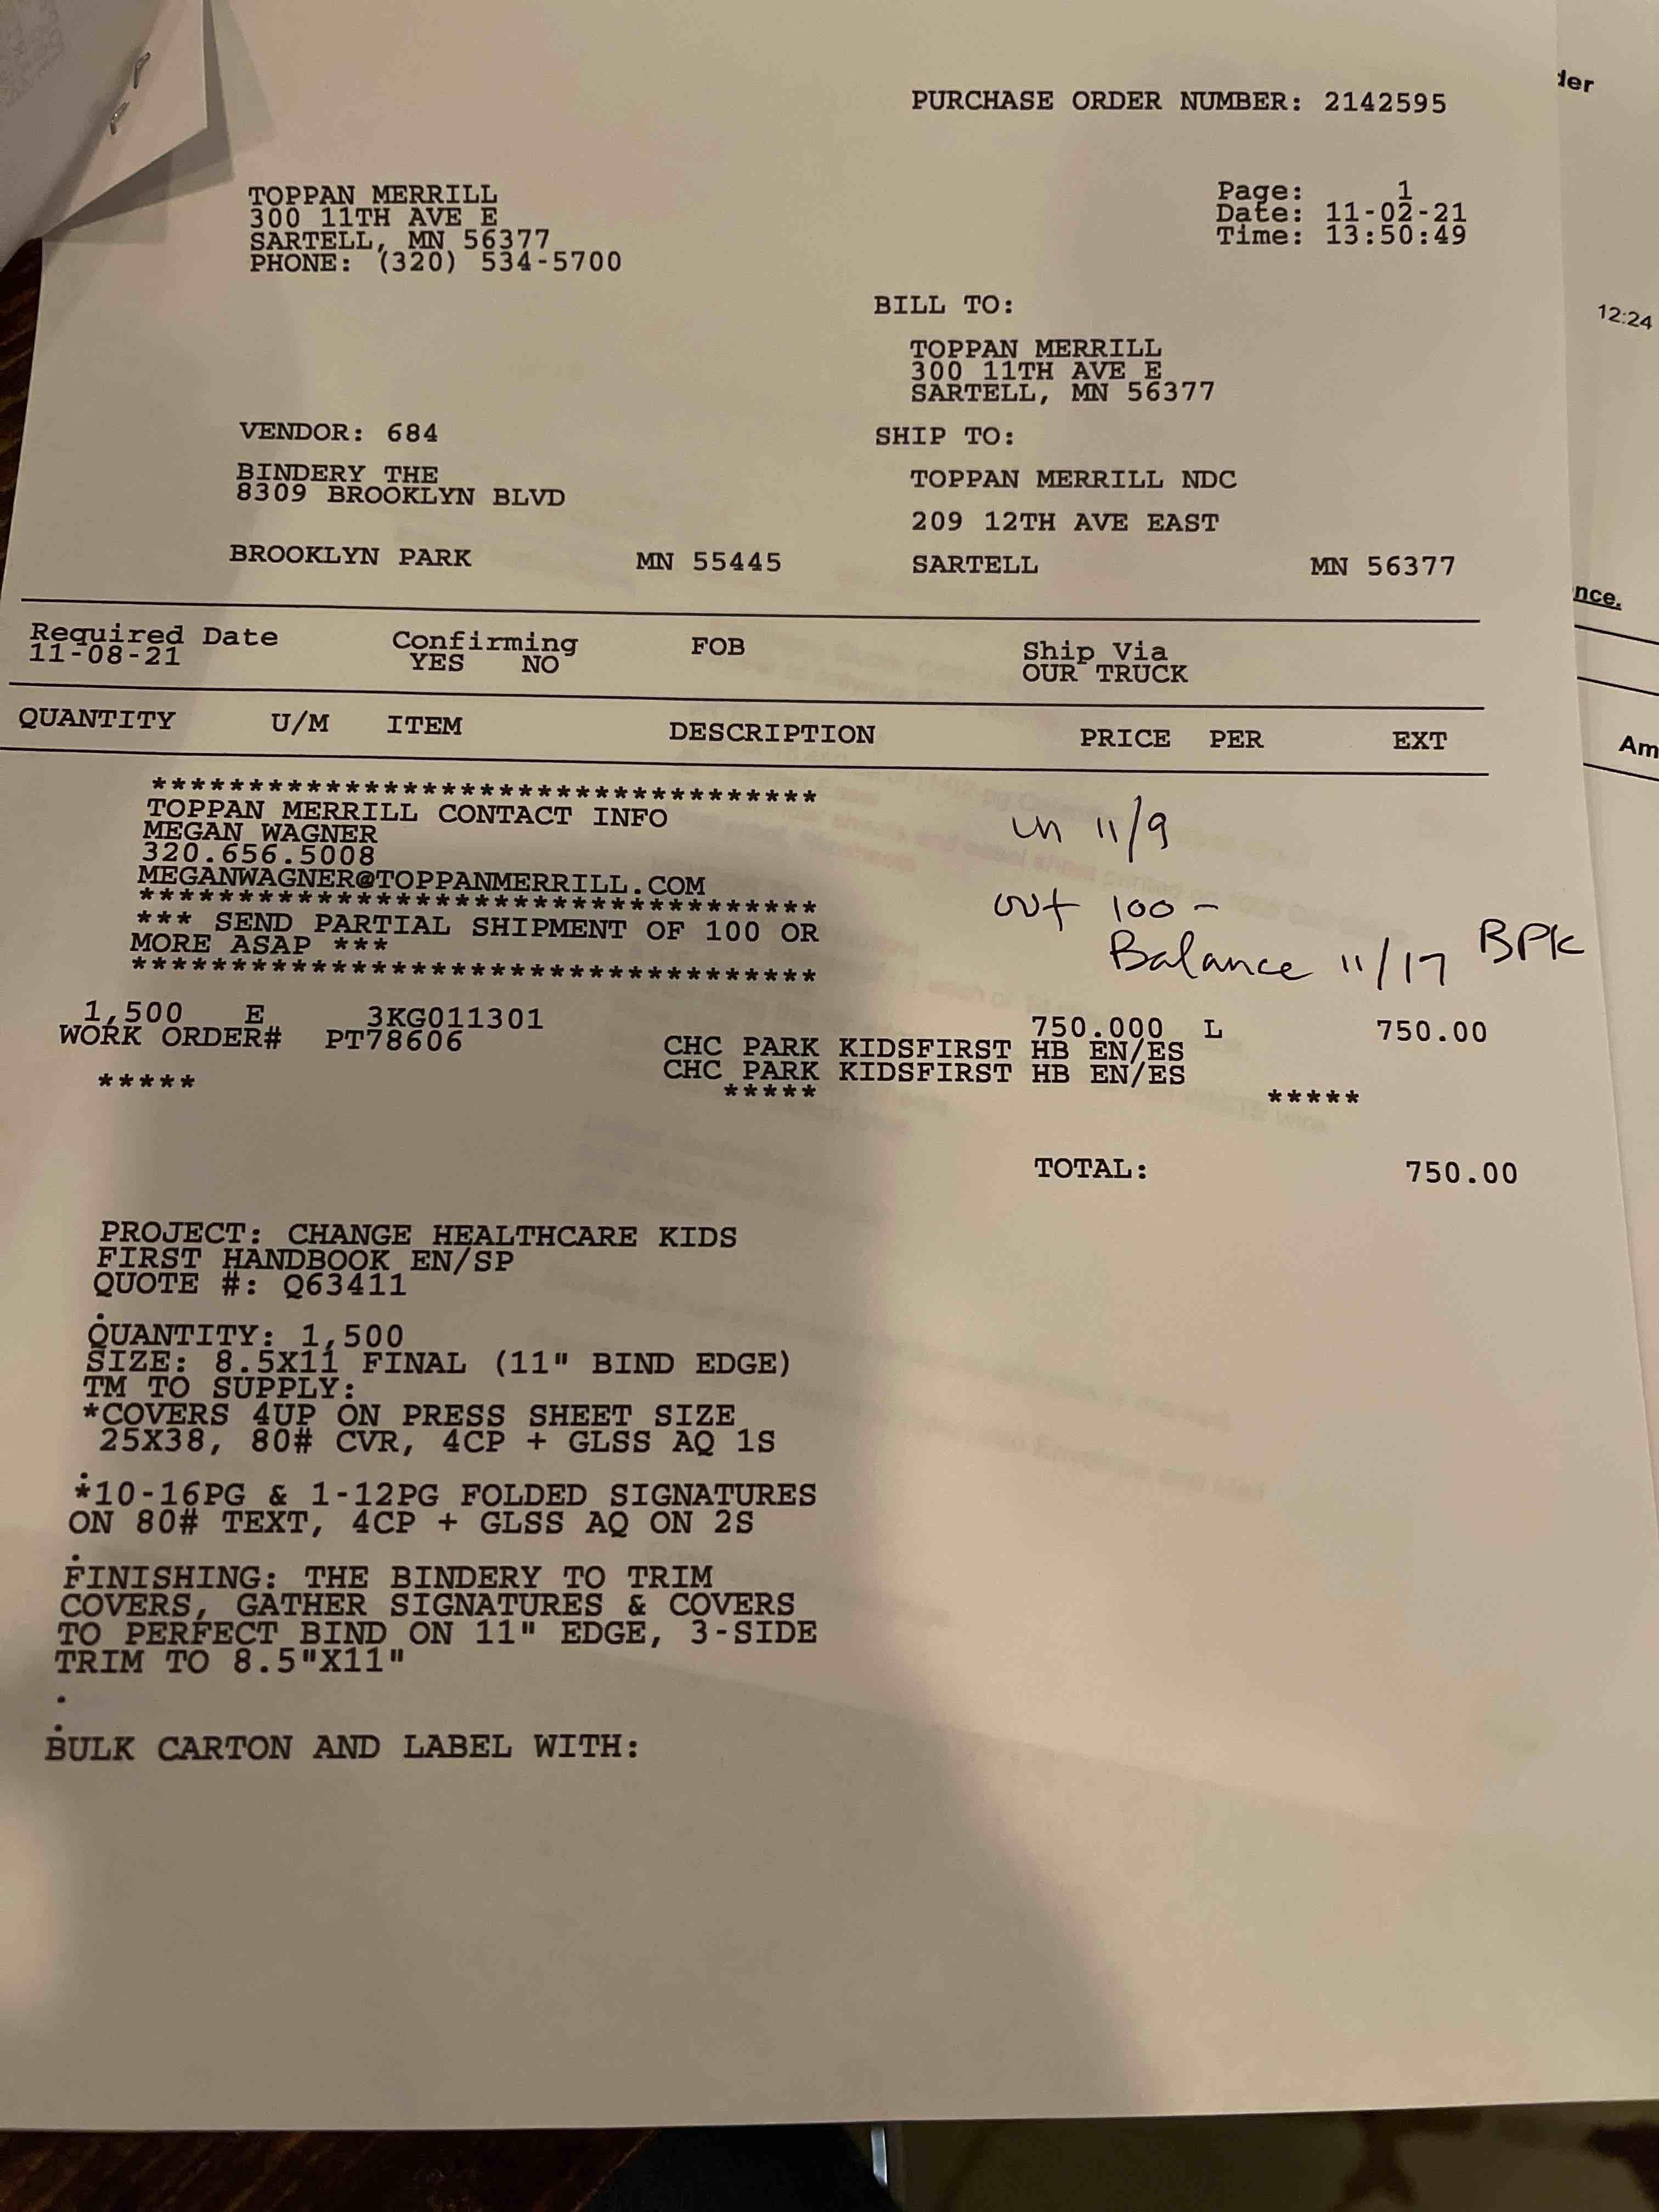 der
PURCHASE ORDER NUMBER: 2142595
TOPPAN MERRILL
300 11TH AVE E
SARTELL, MN 56377
PHONE: (320) 534-5700
Page: 1
Date: 11-02-21
Time: 13:50:49
12:24
BILL TO:
TOPPAN MERRILL
300 11TH AVE E
SARTELL, MN 56377
VENDOR: 684
BINDERY THE
8309 BROOKLYN BLVD
BROOKLYN PARK MN 55445
SHIP TO:
TOPPAN MERRILL NDC
209 12TH AVE EAST
SARTELL MN 56377
nce.
Required Date Confirming FOB Ship Via
11-08-21 YES NO OUR TRUCK
QUANTITY U/M ITEM DESCRIPTION PRICE PER EXT
Am
**********************************
TOPPAN MERRILL CONTACT INFO
MEGAN WAGNER
320.656.5008
MEGANWAGNER@TOPPANMERRILL.COM
**********************************
*** SEND PARTIAL SHIPMENT OF 100 OR
MORE ASAP ***
**********************************
in 11/9
out 100 -
Balance 11/17 BPK
1,500 E 3KG011301 750.000 L 750.00
WORK ORDER# PT78606
CHC PARK KIDSFIRST HB EN/ES
CHC PARK KIDSFIRST HB EN/ES
***** ***** *****
TOTAL: 750.00
PROJECT: CHANGE HEALTHCARE KIDS
FIRST HANDBOOK EN/SP
QUOTE #: Q63411
.
QUANTITY: 1,500
SIZE: 8.5X11 FINAL (11" BIND EDGE)
TM TO SUPPLY:
*COVERS 4UP ON PRESS SHEET SIZE
25X38, 80# CVR, 4CP + GLSS AQ 1S
.
*10-16PG & 1-12PG FOLDED SIGNATURES
ON 80# TEXT, 4CP + GLSS AQ ON 2S
.
FINISHING: THE BINDERY TO TRIM
COVERS, GATHER SIGNATURES & COVERS
TO PERFECT BIND ON 11" EDGE, 3-SIDE
TRIM TO 8.5"X11"
.
.
BULK CARTON AND LABEL WITH: